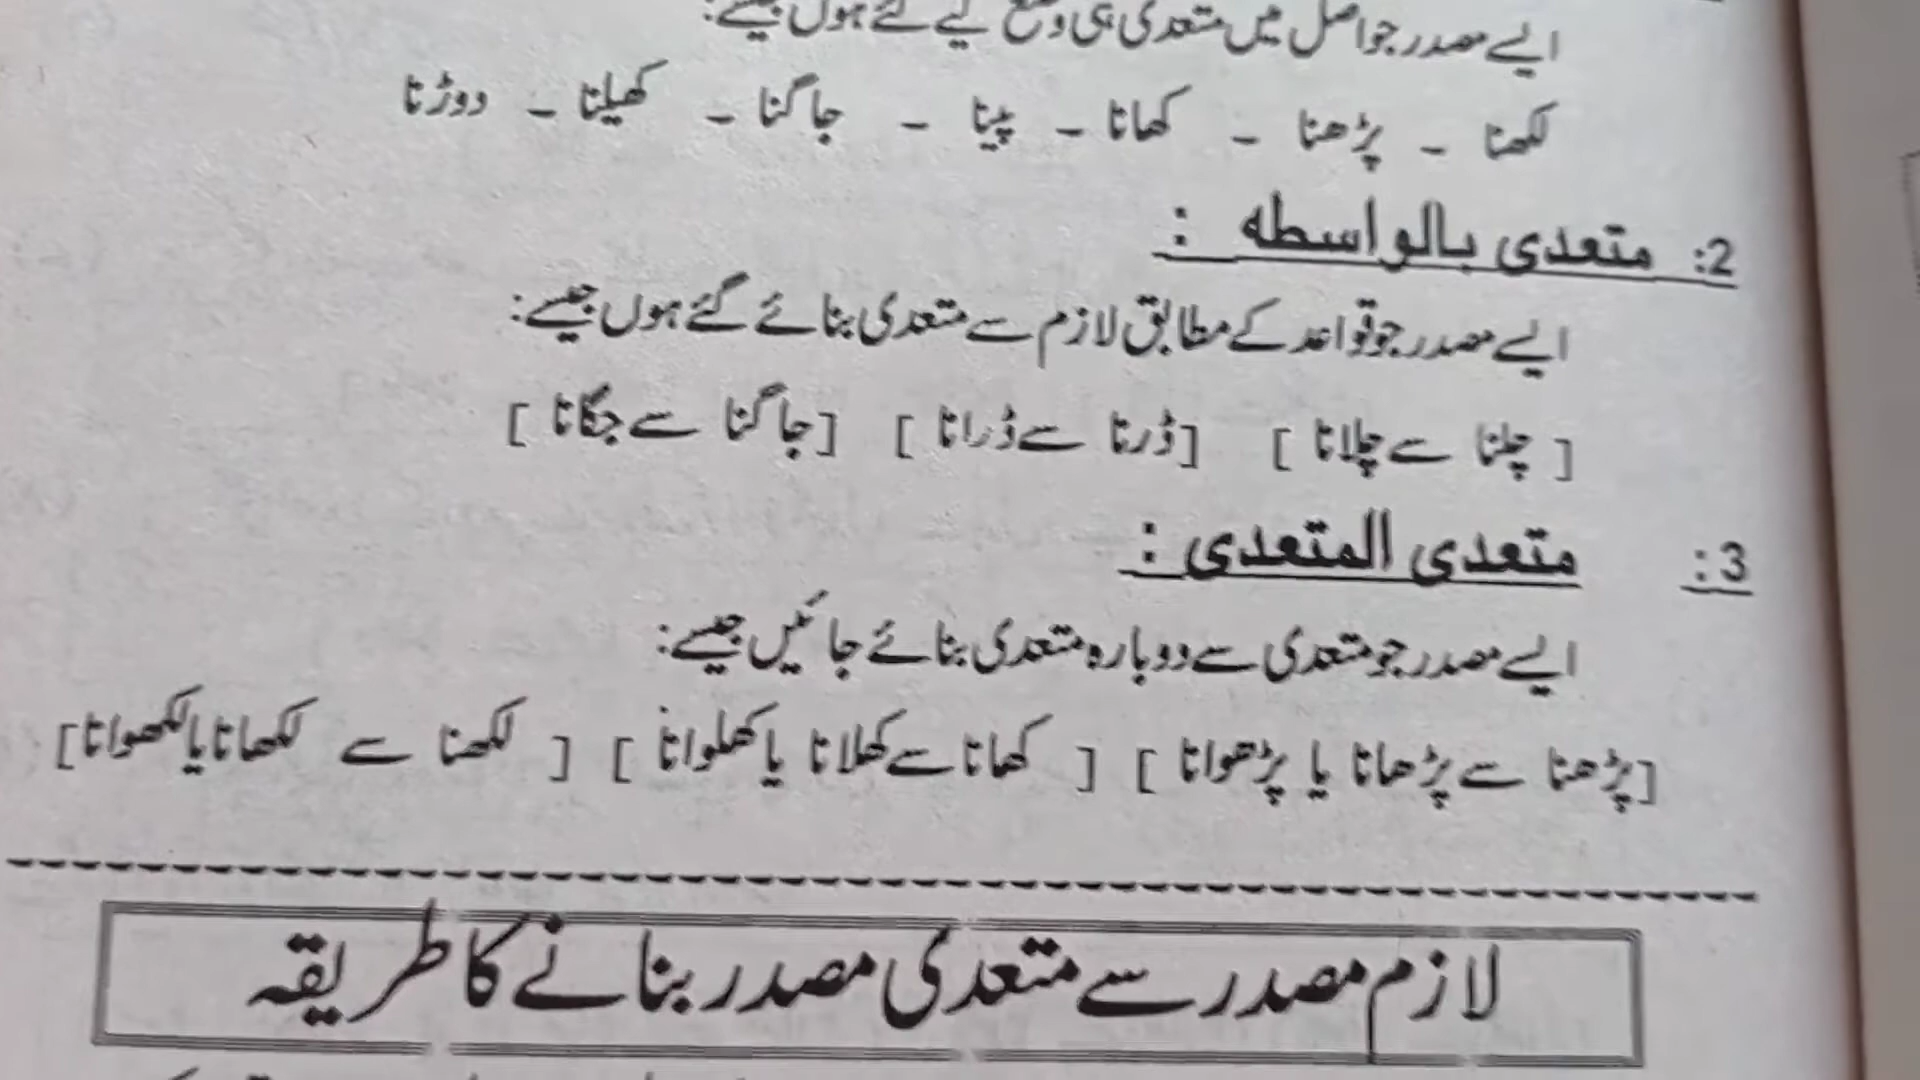 ایسے مصدر جو اصل میں متعدی ہی وضع کیے گئے ہوں جیسے:
لکھنا - پڑھنا - کھانا - پینا - جاگنا - کھیلنا - دوڑنا
2: متعدی بالواسطه :
ایسے مصدر جو قواعد کے مطابق لازم سے متعدی بنائے گئے ہوں جیسے:
[ چلنا سے چلانا ] [ڈرنا سے ڈرانا ] [جاگنا سے جگانا ]
3: متعدی المتعدی :
ایسے مصدر جو متعدی سے دوبارہ متعدی بنائے جائیں جیسے:
[پڑھنا سے پڑھانا یا پڑھوانا ] [ کھانا سے کھلانا یا کھلوانا ] [ لکھنا سے لکھانا یا لکھوانا]
لازم مصدر سے متعدی مصدر بنانے کا طریقہ